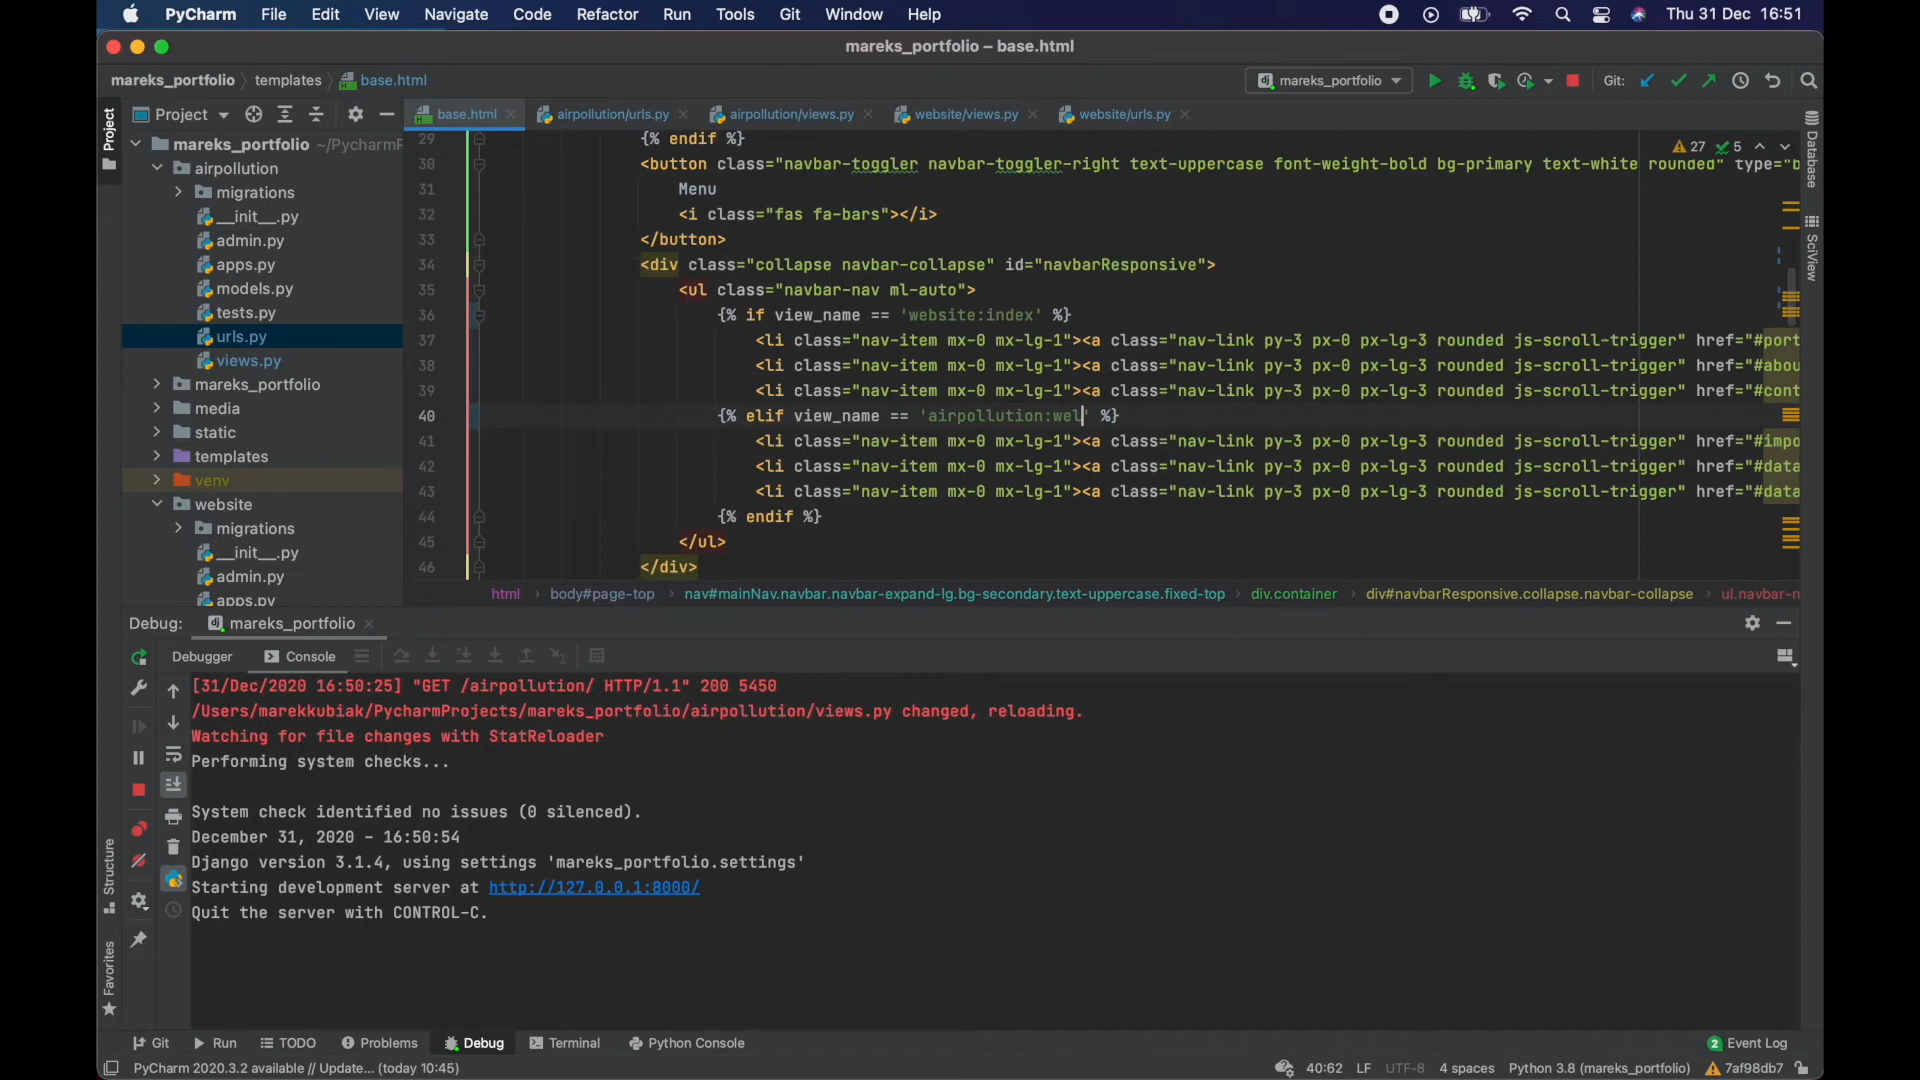 PyCharm File Edit View Navigate Code Refactor Run Tools Git Window Help Thu 31 Dec 16:51
mareks_portfolio – base.html
mareks_portfolio templates base.html mareks_portfolio Git:
Project base.html airpollution/urls.py airpollution/views.py website/views.py website/urls.py
Project
mareks_portfolio ~/PycharmP
airpollution
migrations
__init__.py
admin.py
apps.py
models.py
tests.py
urls.py
views.py
mareks_portfolio
media
static
templates
venv
website
migrations
__init__.py
admin.py
apps.py
27 5
29 {% endif %}
30 <button class="navbar-toggler navbar-toggler-right text-uppercase font-weight-bold bg-primary text-white rounded" type="b
31 Menu
32 <i class="fas fa-bars"></i>
33 </button>
34 <div class="collapse navbar-collapse" id="navbarResponsive">
35 <ul class="navbar-nav ml-auto">
36 {% if view_name == 'website:index' %}
37 <li class="nav-item mx-0 mx-lg-1"><a class="nav-link py-3 px-0 px-lg-3 rounded js-scroll-trigger" href="#port
38 <li class="nav-item mx-0 mx-lg-1"><a class="nav-link py-3 px-0 px-lg-3 rounded js-scroll-trigger" href="#abou
39 <li class="nav-item mx-0 mx-lg-1"><a class="nav-link py-3 px-0 px-lg-3 rounded js-scroll-trigger" href="#cont
40 {% elif view_name == 'airpollution:wel' %}
41 <li class="nav-item mx-0 mx-lg-1"><a class="nav-link py-3 px-0 px-lg-3 rounded js-scroll-trigger" href="#impo
42 <li class="nav-item mx-0 mx-lg-1"><a class="nav-link py-3 px-0 px-lg-3 rounded js-scroll-trigger" href="#data
43 <li class="nav-item mx-0 mx-lg-1"><a class="nav-link py-3 px-0 px-lg-3 rounded js-scroll-trigger" href="#data
44 {% endif %}
45 </ul>
46 </div>
html body#page-top nav#mainNav.navbar.navbar-expand-lg.bg-secondary.text-uppercase.fixed-top div.container div#navbarResponsive.collapse.navbar-collapse ul.navbar-n
Database
SciView
Debug: mareks_portfolio
Debugger Console
[31/Dec/2020 16:50:25] "GET /airpollution/ HTTP/1.1" 200 5450
/Users/marekkubiak/PycharmProjects/mareks_portfolio/airpollution/views.py changed, reloading.
Watching for file changes with StatReloader
Performing system checks...
System check identified no issues (0 silenced).
December 31, 2020 - 16:50:54
Django version 3.1.4, using settings 'mareks_portfolio.settings'
Starting development server at http://127.0.0.1:8000/
Quit the server with CONTROL-C.
Structure
Favorites
Git Run TODO Problems Debug Terminal Python Console 2 Event Log
PyCharm 2020.3.2 available // Update... (today 10:45) 40:62 LF UTF-8 4 spaces Python 3.8 (mareks_portfolio) 7af98db7